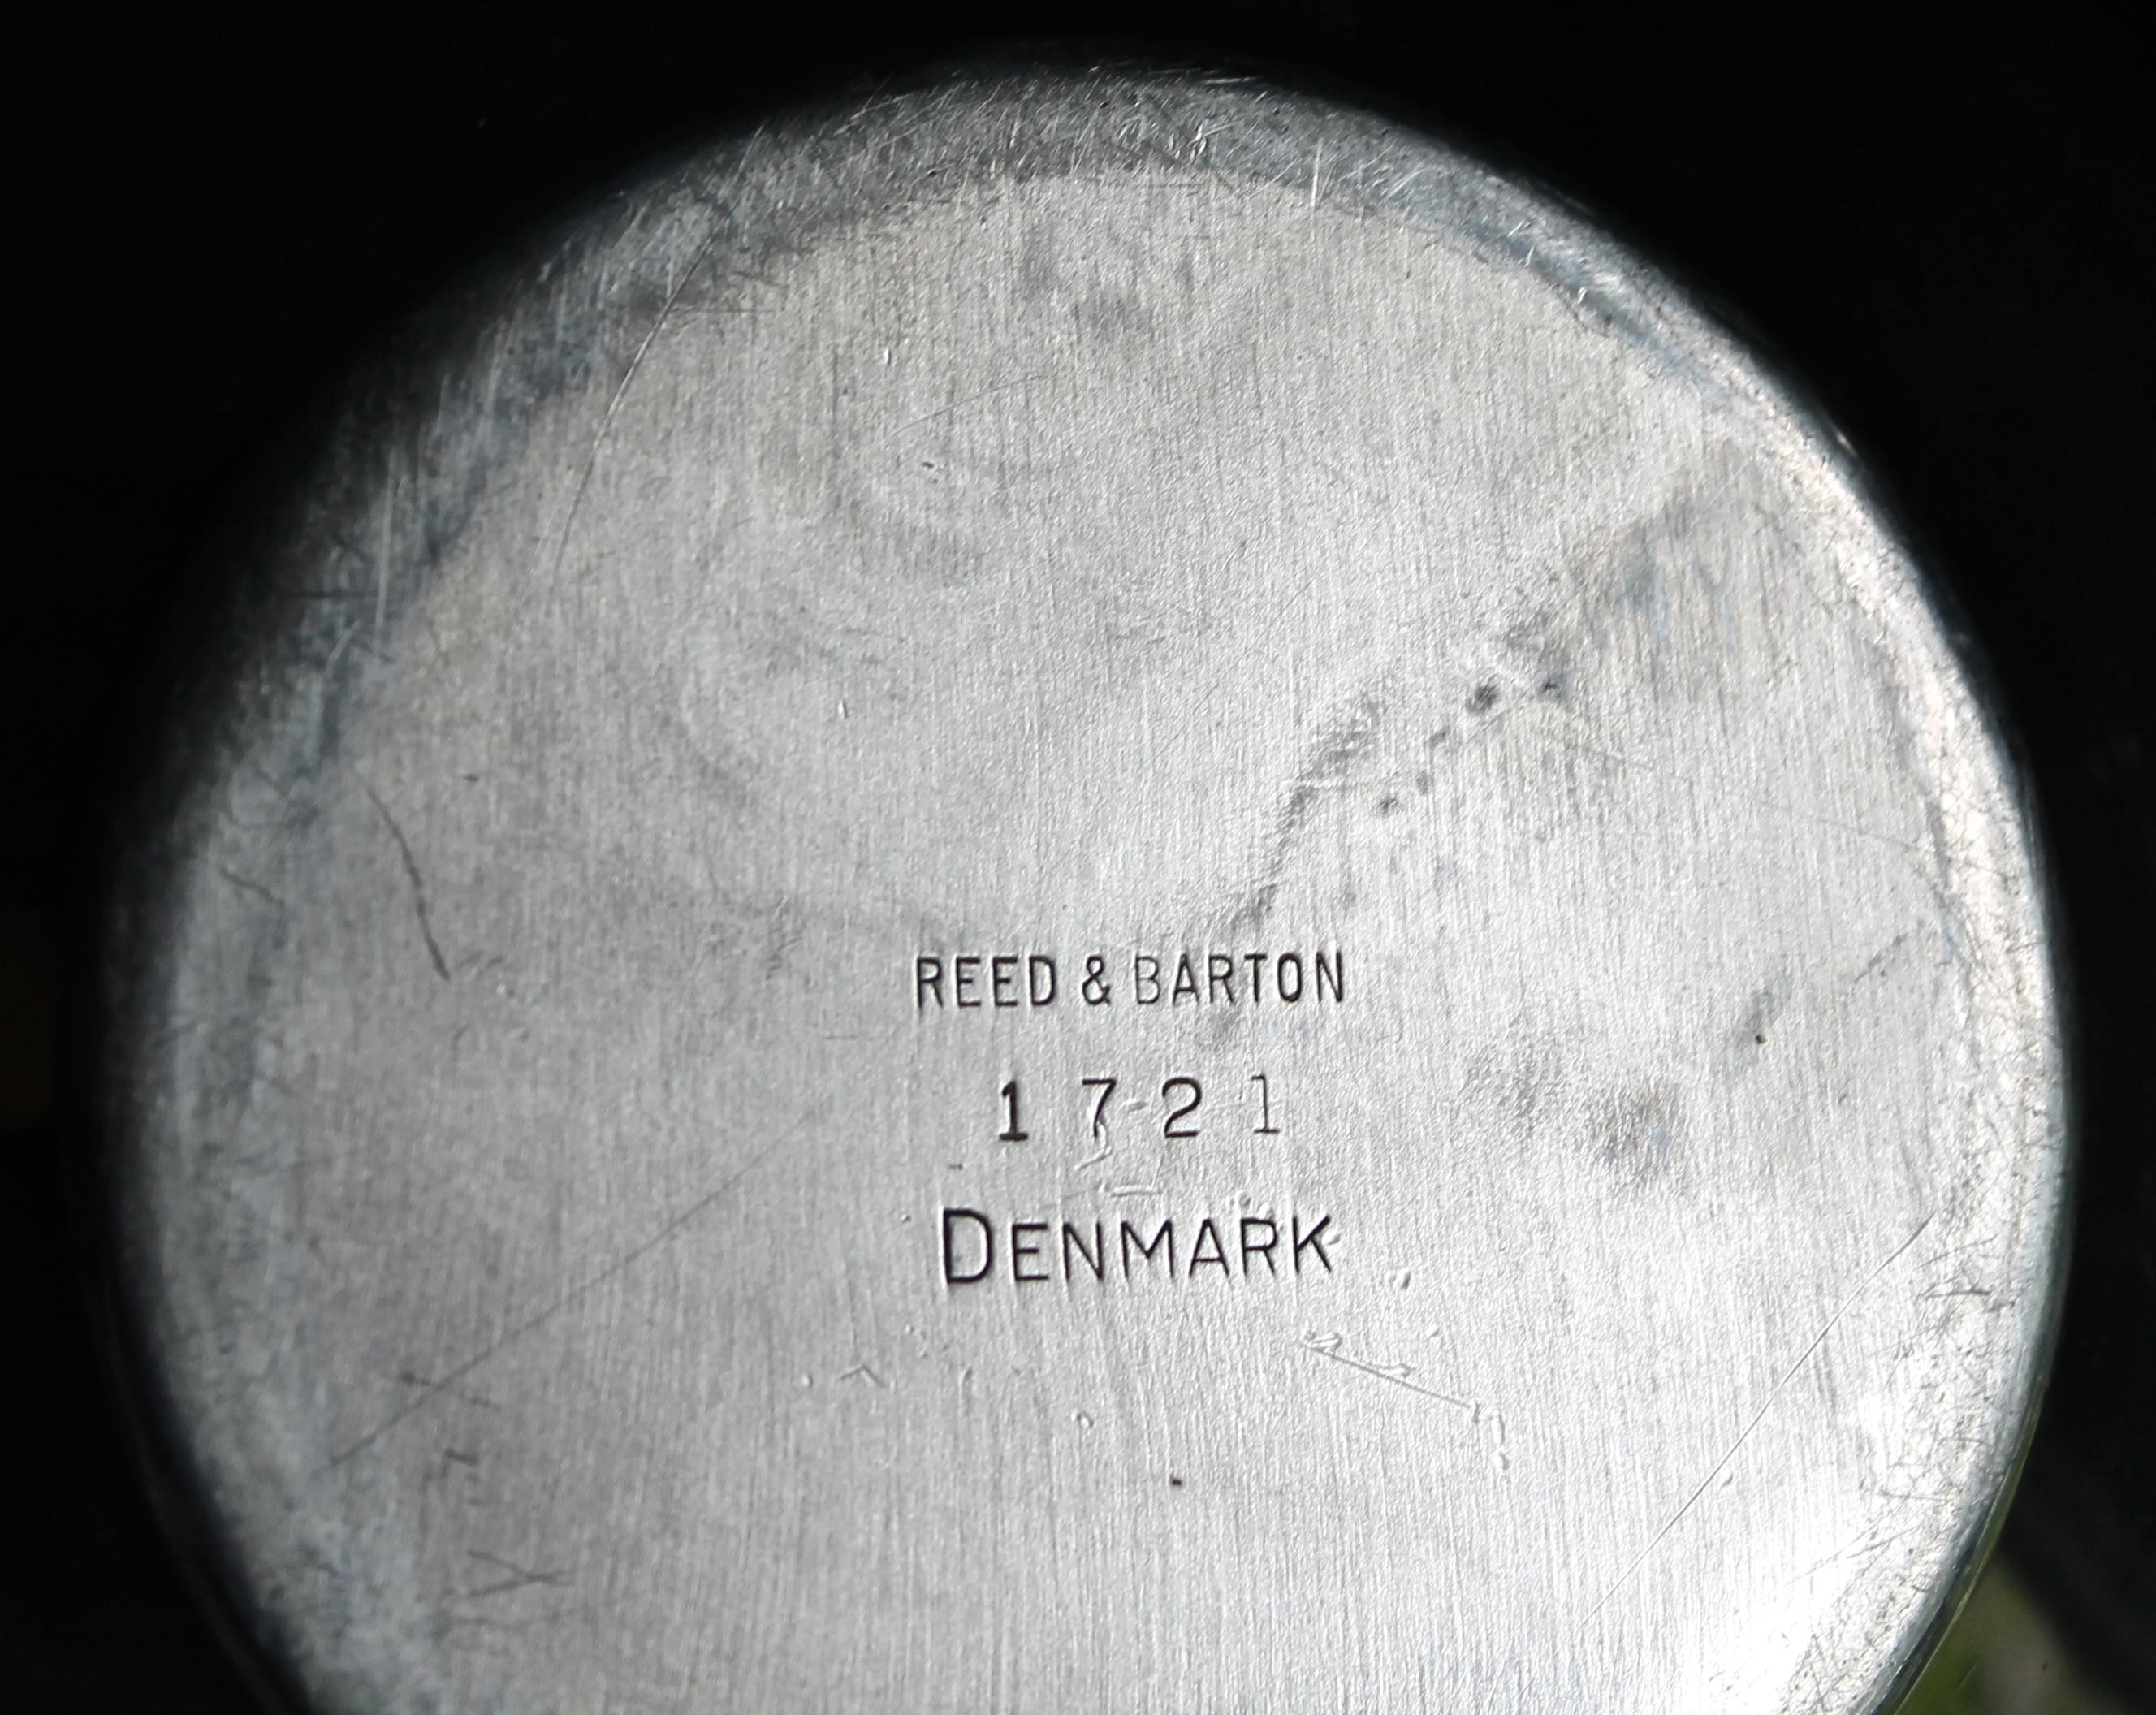 REED & BARTON
1721
DENMARK